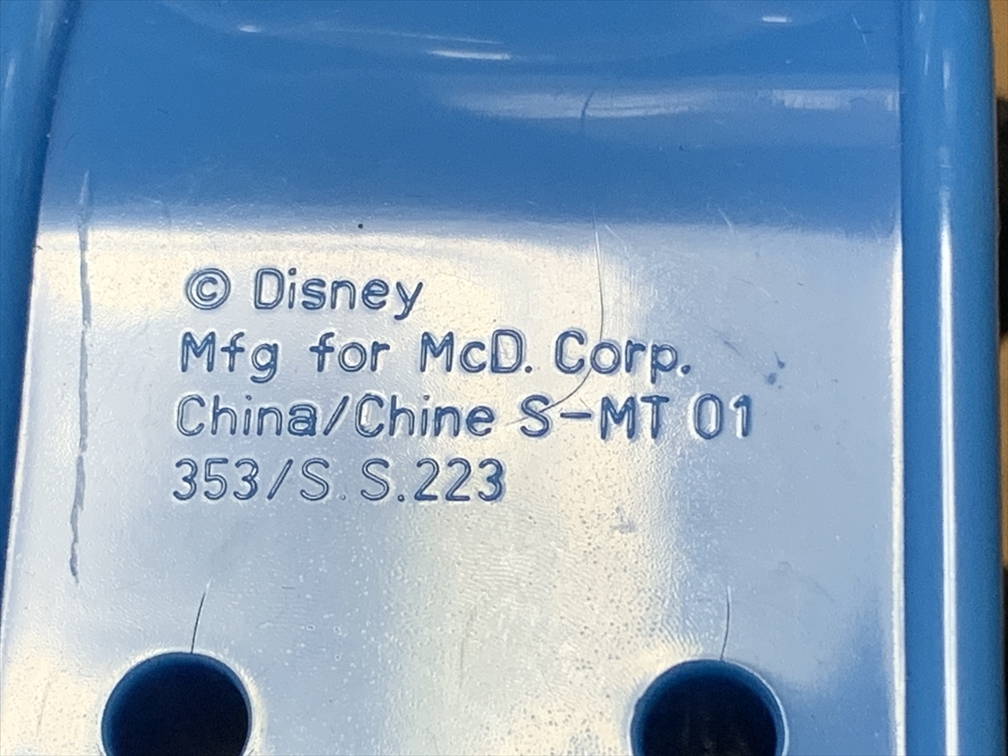 © Disney
Mfg for McD. Corp.
China/Chine S-MT 01
353/S.S.223